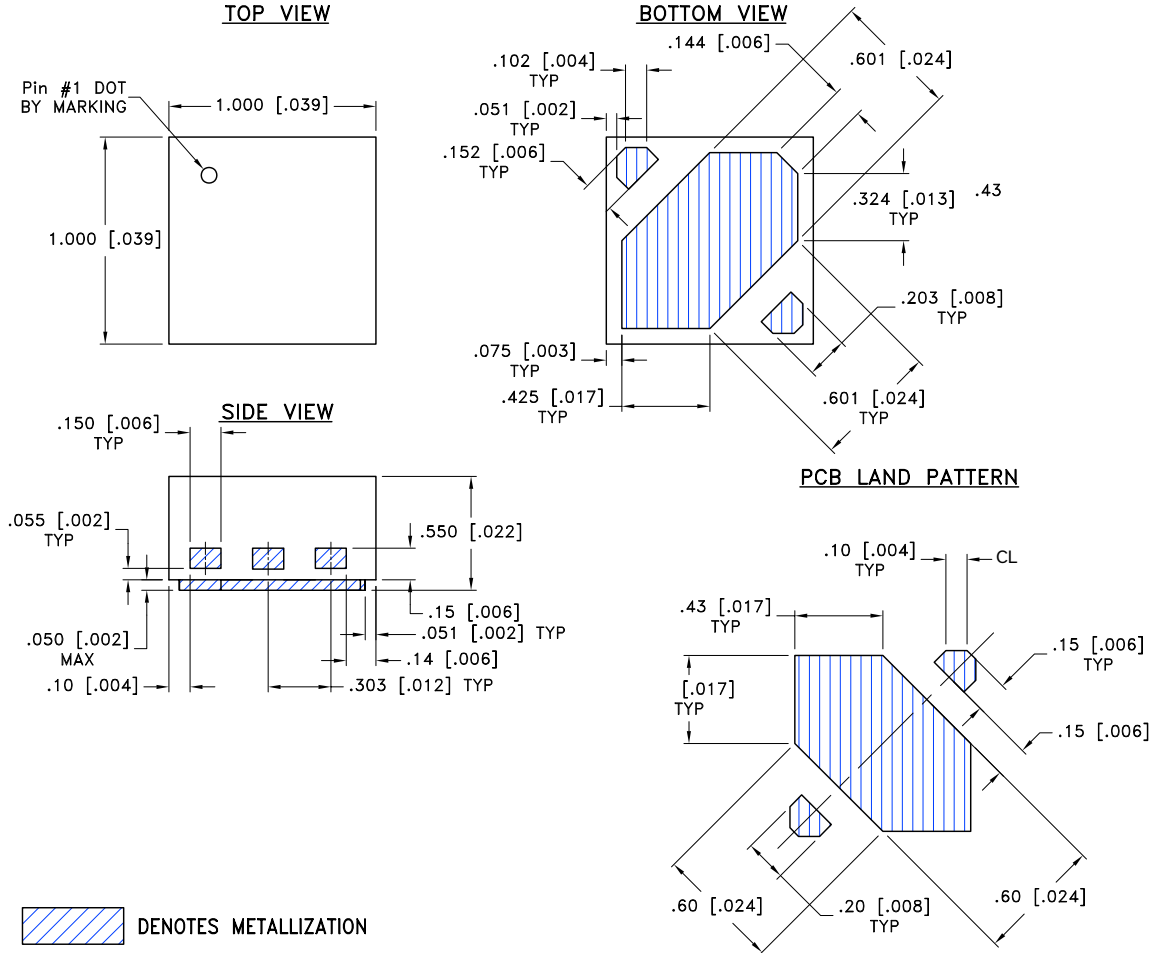 TOP VIEW
Pin #1 DOT
BY MARKING
1.000 [.039]
1.000 [.039]
BOTTOM VIEW
.144 [.006]
.601 [.024]
.102 [.004]
TYP
.051 [.002]
TYP
.152 [.006]
TYP
.324 [.013]
TYP
.43
.203 [.008]
TYP
.075 [.003]
TYP
.425 [.017]
TYP
.601 [.024]
TYP
SIDE VIEW
.150 [.006]
TYP
.055 [.002]
TYP
.550 [.022]
.15 [.006]
.051 [.002] TYP
.050 [.002]
MAX
.14 [.006]
.10 [.004]
.303 [.012] TYP
PCB LAND PATTERN
.10 [.004]
TYP
CL
.43 [.017]
TYP
.15 [.006]
TYP
[.017]
TYP
.15 [.006]
.60 [.024]
.20 [.008]
TYP
.60 [.024]
DENOTES METALLIZATION